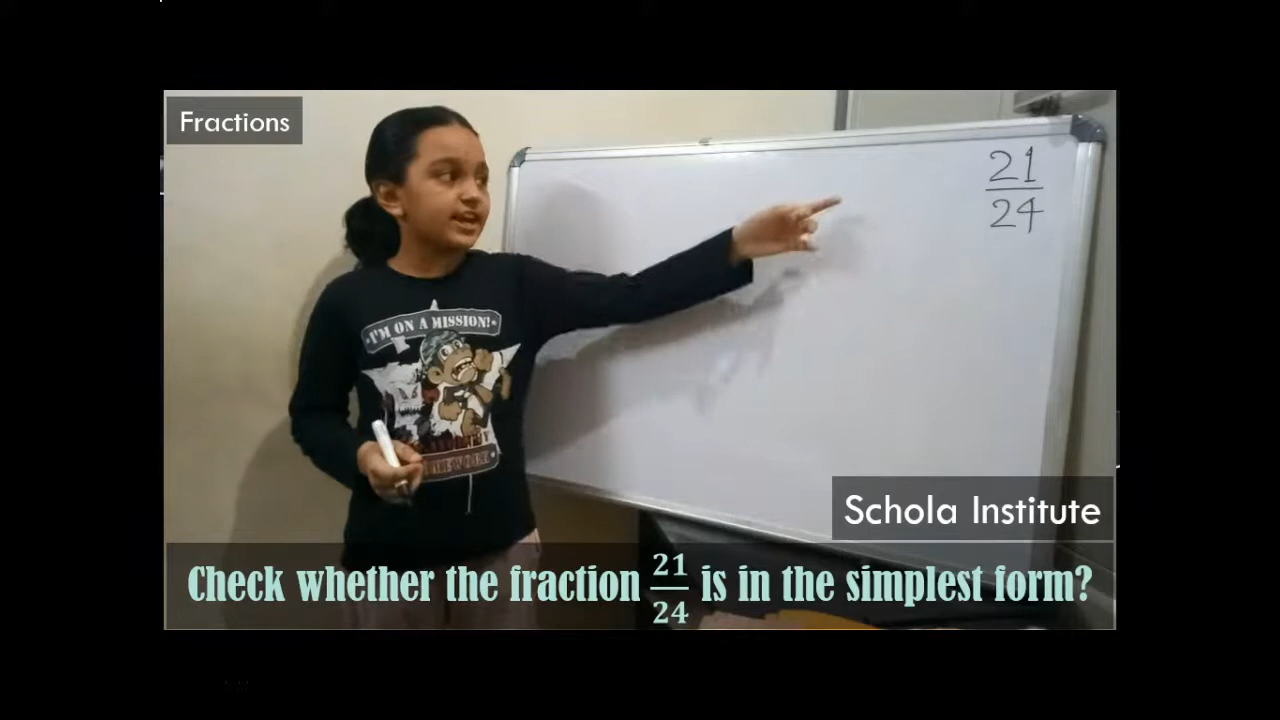 Fractions
21
24
I'M ON A MISSION!
Schola Institute
Check whether the fraction 21/24 is in the simplest form?